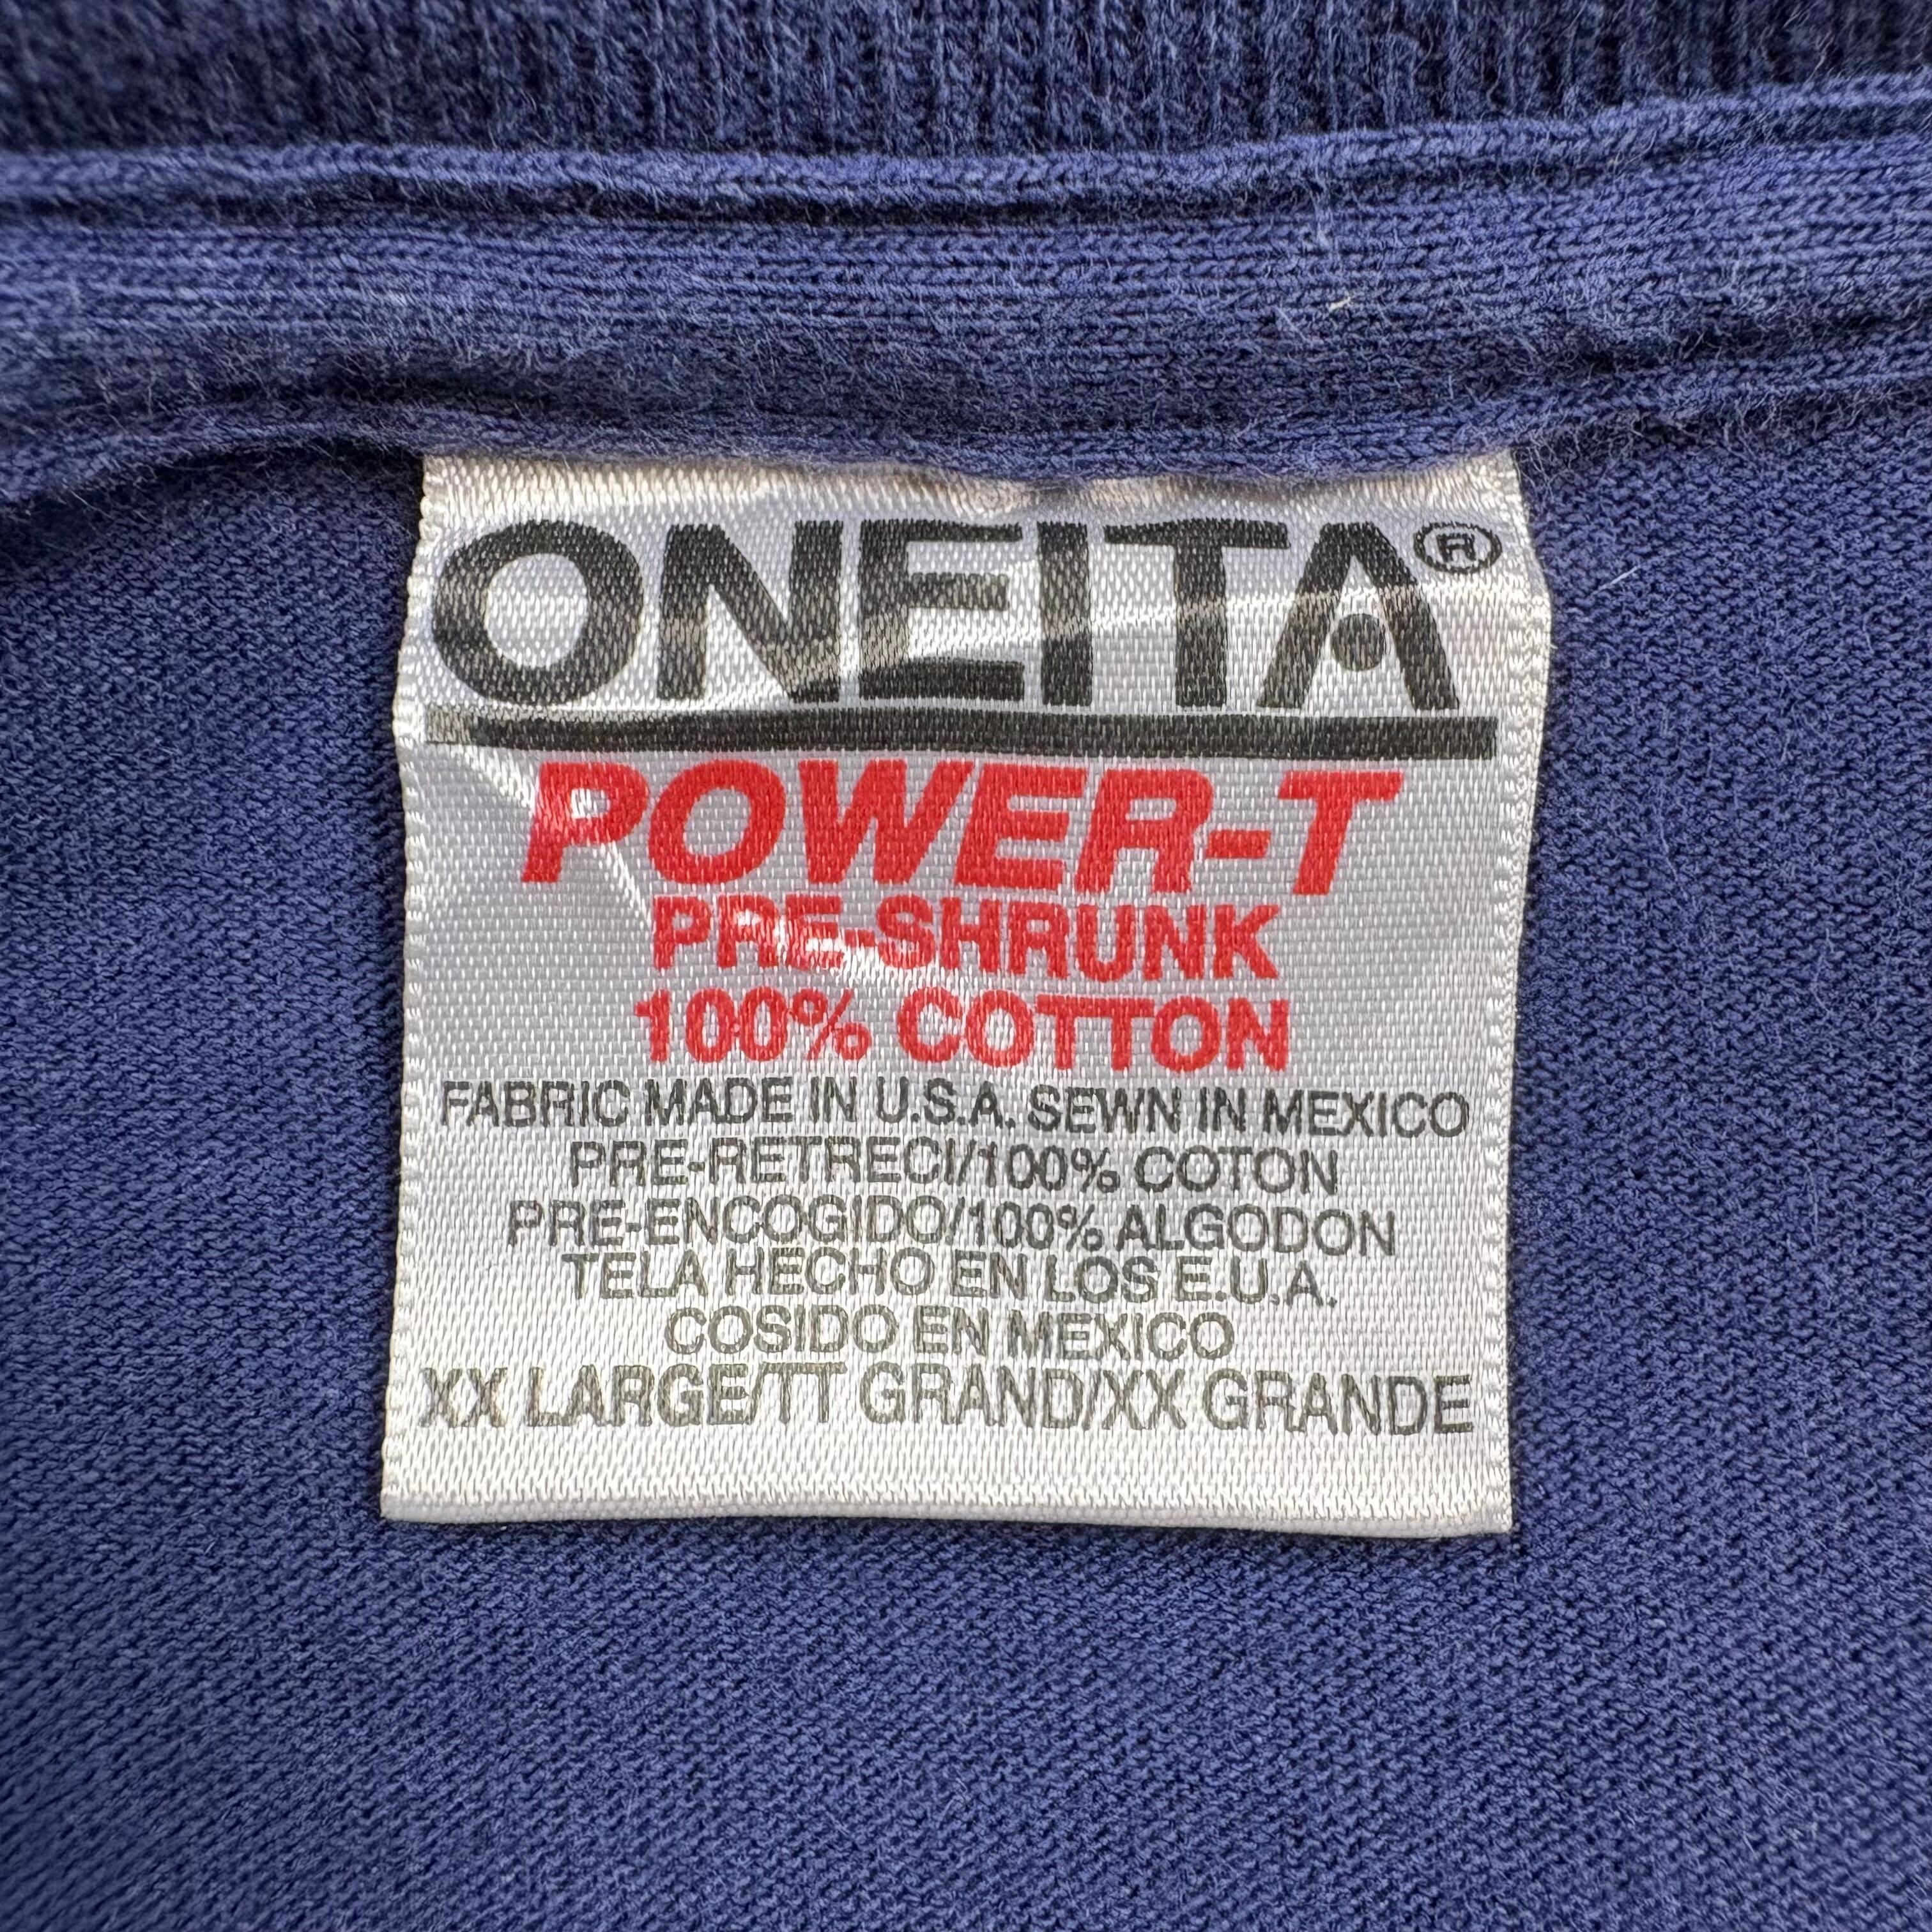 ONEITA®
POWER-T
PRE-SHRUNK
100% COTTON
FABRIC MADE IN U.S.A. SEWN IN MEXICO
PRE-RETRECI/100% COTON
PRE-ENCOGIDO/100% ALGODON
TELA HECHO EN LOS E.U.A.
COSIDO EN MEXICO
XX LARGE/TT GRAND/XX GRANDE